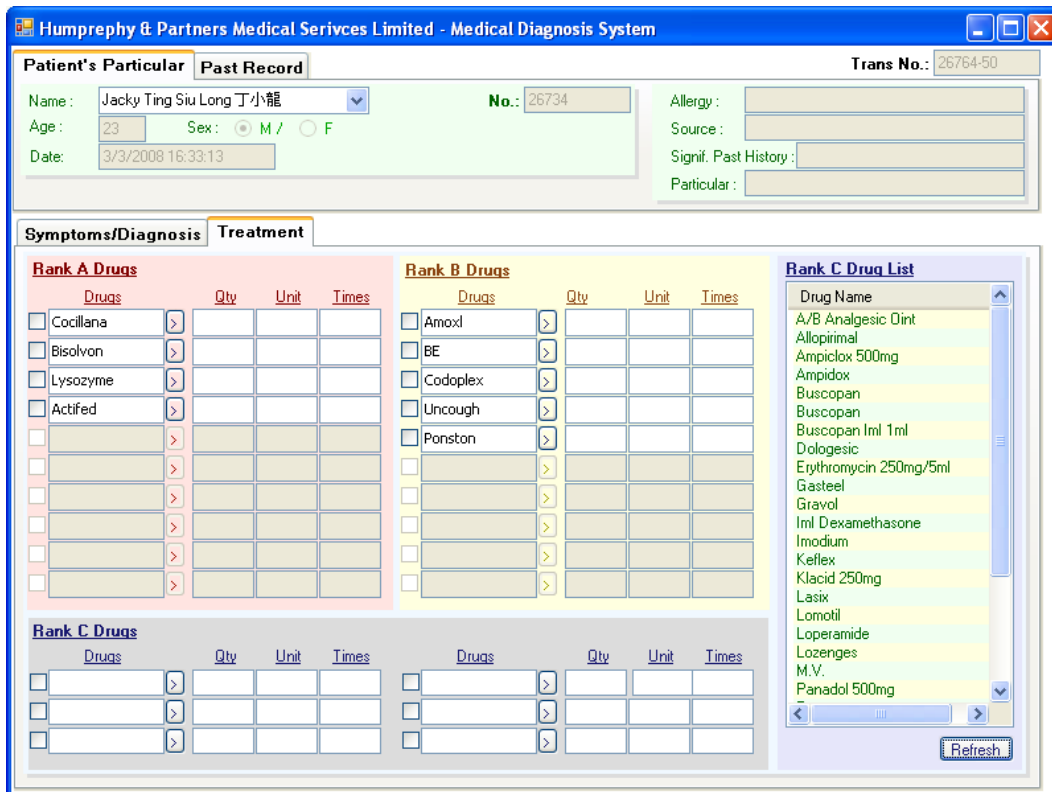 Humprephy & Partners Medical Serivces Limited - Medical Diagnosis System
Patient's Particular Past Record Trans No.: 26764-50
Name : Jacky Ting Siu Long 丁小龍 No.: 26734 Allergy :
Age : 23 Sex : M / F Source :
Date: 3/3/2008 16:33:13 Signif. Past History :
Particular :
Symptoms/Diagnosis Treatment
Rank A Drugs
Drugs Qty Unit Times
Cocillana >
Bisolvon >
Lysozyme >
Actifed >
>
>
>
>
>
>
Rank B Drugs
Drugs Qty Unit Times
Amoxl >
BE >
Codoplex >
Uncough >
Ponston >
>
>
>
>
>
Rank C Drug List
Drug Name
A/B Analgesic Oint
Allopirimal
Ampiclox 500mg
Ampidox
Buscopan
Buscopan
Buscopan Iml 1ml
Dologesic
Erythromycin 250mg/5ml
Gasteel
Gravol
Iml Dexamethasone
Imodium
Keflex
Klacid 250mg
Lasix
Lomotil
Loperamide
Lozenges
M.V.
Panadol 500mg
Refresh
Rank C Drugs
Drugs Qty Unit Times Drugs Qty Unit Times
> >
> >
> >